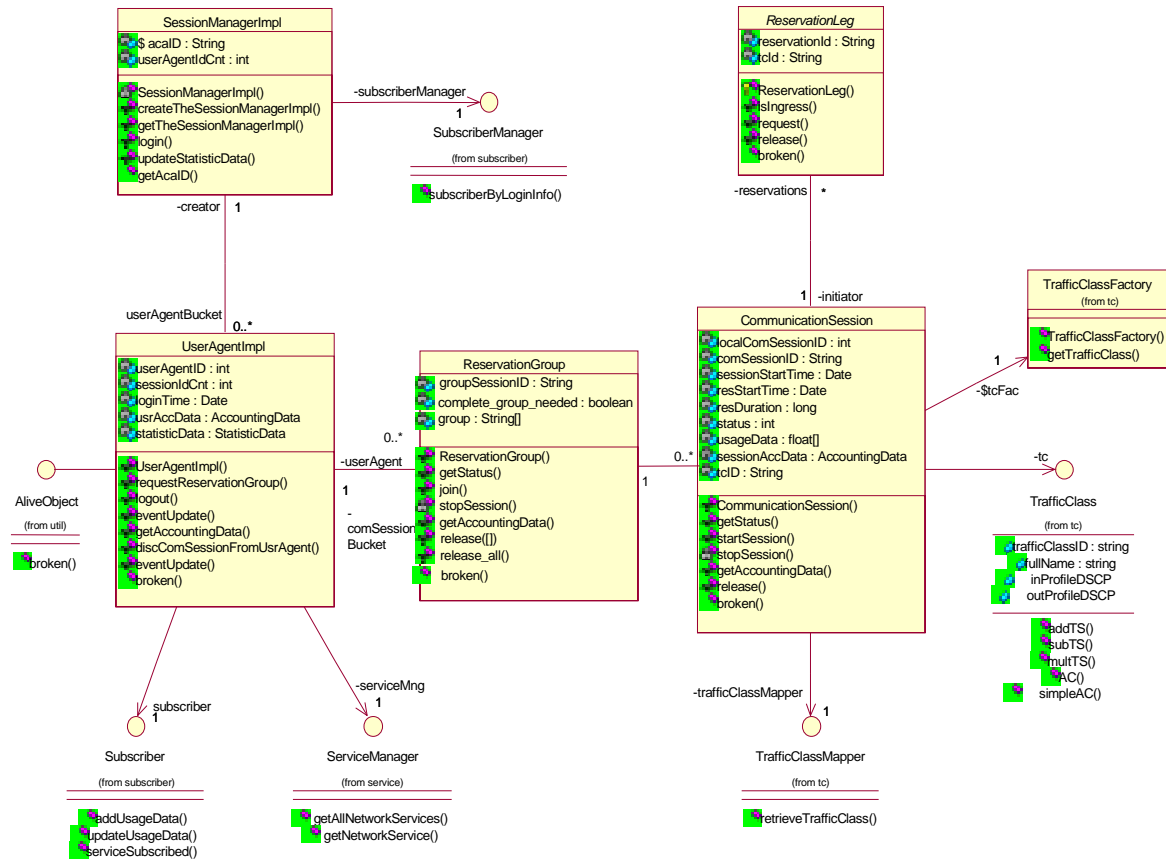 SessionManagerImpl
$ acaID : String
userAgentIdCnt : int
SessionManagerImpl()
createTheSessionManagerImpl()
getTheSessionManagerImpl()
login()
updateStatisticData()
getAcaID()
-subscriberManager
1
SubscriberManager
(from subscriber)
subscriberByLoginInfo()
ReservationLeg
reservationId : String
tcId : String
ReservationLeg()
isIngress()
request()
release()
broken()
-reservations
*
-creator
1
userAgentBucket
0..*
1
-initiator
TrafficClassFactory
(from tc)
TrafficClassFactory()
getTrafficClass()
1
-$tcFac
UserAgentImpl
userAgentID : int
sessionIdCnt : int
loginTime : Date
usrAccData : AccountingData
statisticData : StatisticData
UserAgentImpl()
requestReservationGroup()
logout()
eventUpdate()
getAccountingData()
discComSessionFromUsrAgent()
eventUpdate()
broken()
AliveObject
(from util)
broken()
0..*
-userAgent
1
-
comSession
Bucket
ReservationGroup
groupSessionID : String
complete_group_needed : boolean
group : String[]
ReservationGroup()
getStatus()
join()
stopSession()
getAccountingData()
release([])
release_all()
broken()
0..*
1
CommunicationSession
localComSessionID : int
comSessionID : String
sessionStartTime : Date
resStartTime : Date
resDuration : long
status : int
usageData : float[]
sessionAccData : AccountingData
tcID : String
CommunicationSession()
getStatus()
startSession()
stopSession()
getAccountingData()
release()
broken()
-tc
TrafficClass
(from tc)
trafficClassID : string
fullName : string
inProfileDSCP
outProfileDSCP
addTS()
subTS()
multTS()
AC()
simpleAC()
subscriber
1
Subscriber
(from subscriber)
addUsageData()
updateUsageData()
serviceSubscribed()
-serviceMng
1
ServiceManager
(from service)
getAllNetworkServices()
getNetworkService()
-trafficClassMapper
1
TrafficClassMapper
(from tc)
retrieveTrafficClass()